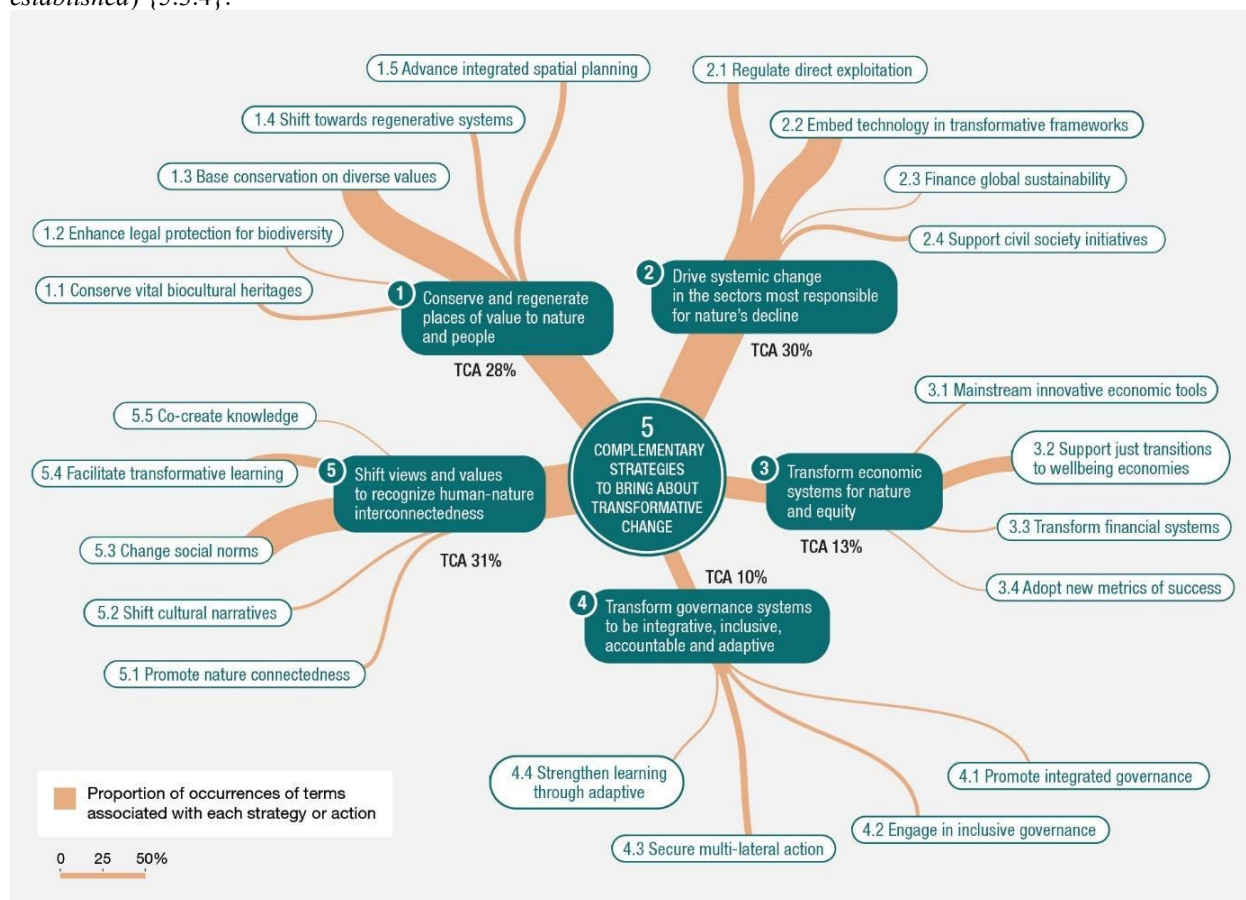 established) {5.3.4}.
1.5 Advance integrated spatial planning
1.4 Shift towards regenerative systems
1.3 Base conservation on diverse values
1.2 Enhance legal protection for biodiversity
1.1 Conserve vital biocultural heritages
1
Conserve and regenerate
places of value to nature
and people
TCA 28%
2.1 Regulate direct exploitation
2.2 Embed technology in transformative frameworks
2.3 Finance global sustainability
2.4 Support civil society initiatives
2
Drive systemic change
in the sectors most responsible
for nature's decline
TCA 30%
5
COMPLEMENTARY
STRATEGIES
TO BRING ABOUT
TRANSFORMATIVE
CHANGE
3.1 Mainstream innovative economic tools
3.2 Support just transitions
to wellbeing economies
3.3 Transform financial systems
3.4 Adopt new metrics of success
3
Transform economic
systems for nature
and equity
TCA 13%
5.5 Co-create knowledge
5.4 Facilitate transformative learning
5.3 Change social norms
5.2 Shift cultural narratives
5.1 Promote nature connectedness
5
Shift views and values
to recognize human-nature
interconnectedness
TCA 31%
TCA 10%
4
Transform governance systems
to be integrative, inclusive,
accountable and adaptive
4.4 Strengthen learning
through adaptive
4.3 Secure multi-lateral action
4.2 Engage in inclusive governance
4.1 Promote integrated governance
Proportion of occurrences of terms
associated with each strategy or action
0 25 50%